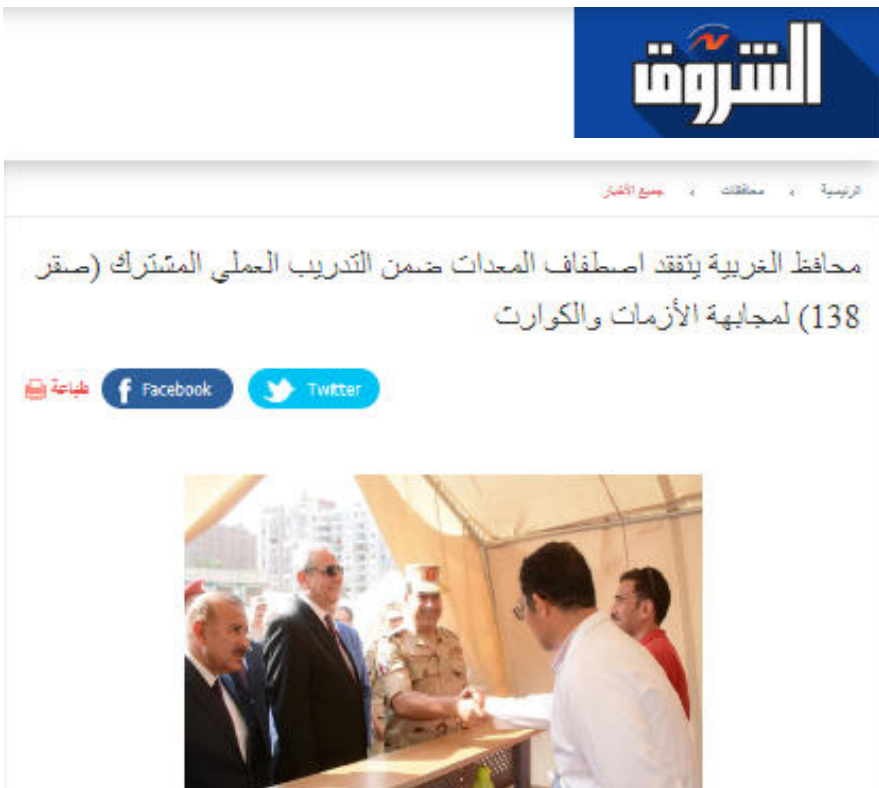 الشروق
الرئيسية › محافظات › جميع الأخبار
محافظ الغربية يتفقد اصطفاف المعدات ضمن التدريب العملي المشترك (صقر
138) لمجابهة الأزمات والكوارث
Twitter Facebook طباعة